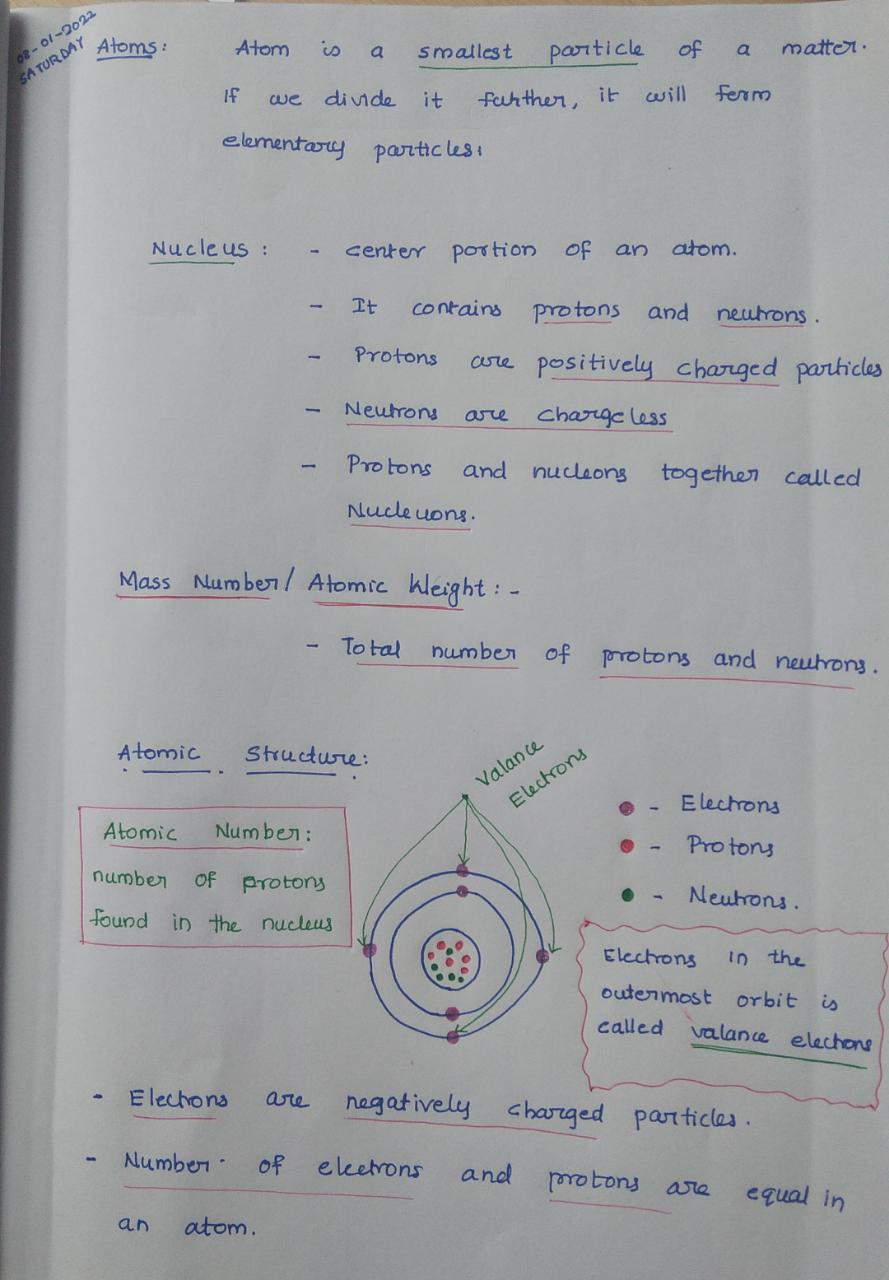 08-01-2022
SATURDAY
Atoms: Atom is a smallest particle of a matter.
If we divide it further, it will form
elementary particles.
Nucleus: - center portion of an atom.
- It contains protons and neutrons.
- Protons are positively charged particles
- Neutrons are chargeless
- Protons and nucleons together called
Nucleuons.
Mass Number/ Atomic Weight: -
- Total number of protons and neutrons.
Atomic Structure:
Valance
Electrons
Atomic Number:
number of protons
found in the nucleus
- Electrons
- Protons
- Neutrons.
Electrons in the
outermost orbit is
called valance electrons
- Electrons are negatively charged particles.
- Number of electrons and protons are equal in
an atom.